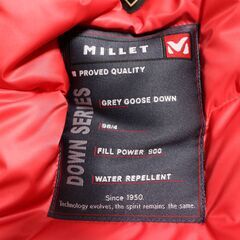 MILLET
PROVED QUALITY
DOWN SERIES
GREY GOOSE DOWN
96/4
FILL POWER 900
WATER REPELLENT
Since 1950.
Technology evolves, the spirit remains the same.